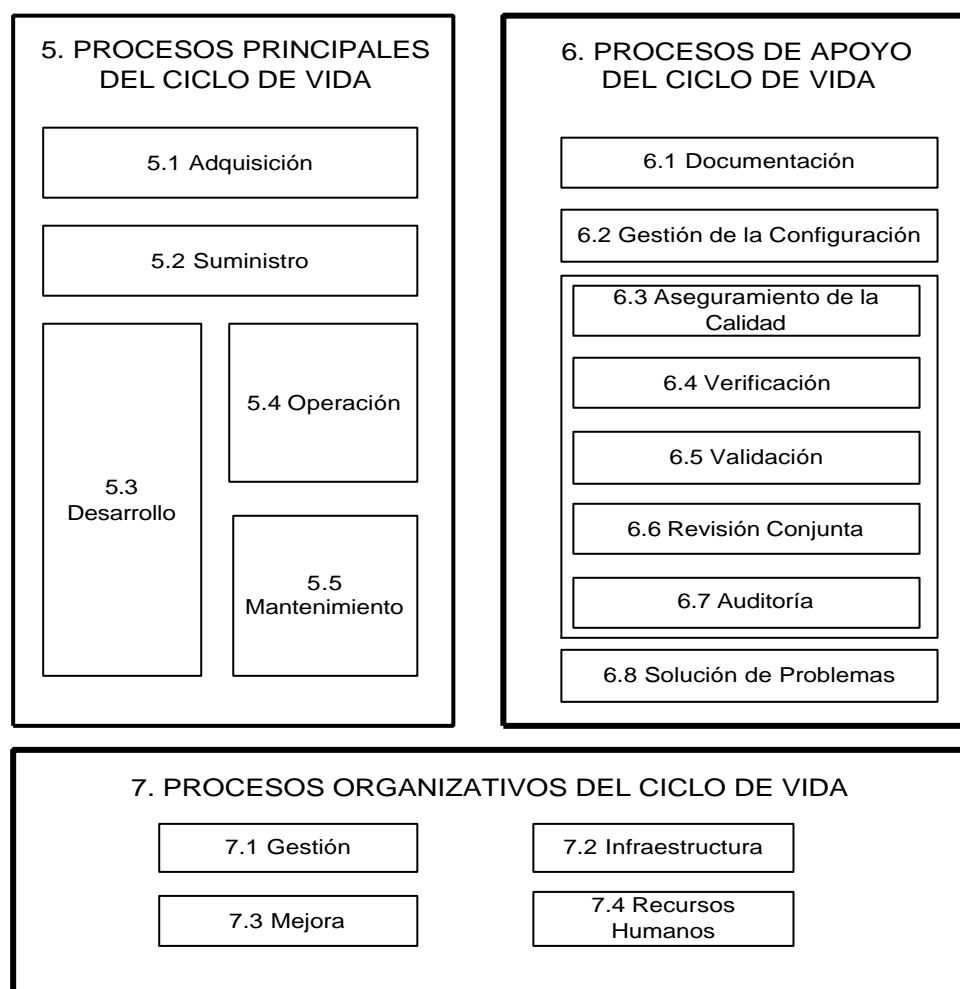 5. PROCESOS PRINCIPALES
DEL CICLO DE VIDA
5.1 Adquisición
5.2 Suministro
5.3
Desarrollo
5.4 Operación
5.5
Mantenimiento
6. PROCESOS DE APOYO
DEL CICLO DE VIDA
6.1 Documentación
6.2 Gestión de la Configuración
6.3 Aseguramiento de la
Calidad
6.4 Verificación
6.5 Validación
6.6 Revisión Conjunta
6.7 Auditoría
6.8 Solución de Problemas
7. PROCESOS ORGANIZATIVOS DEL CICLO DE VIDA
7.1 Gestión
7.2 Infraestructura
7.3 Mejora
7.4 Recursos
Humanos